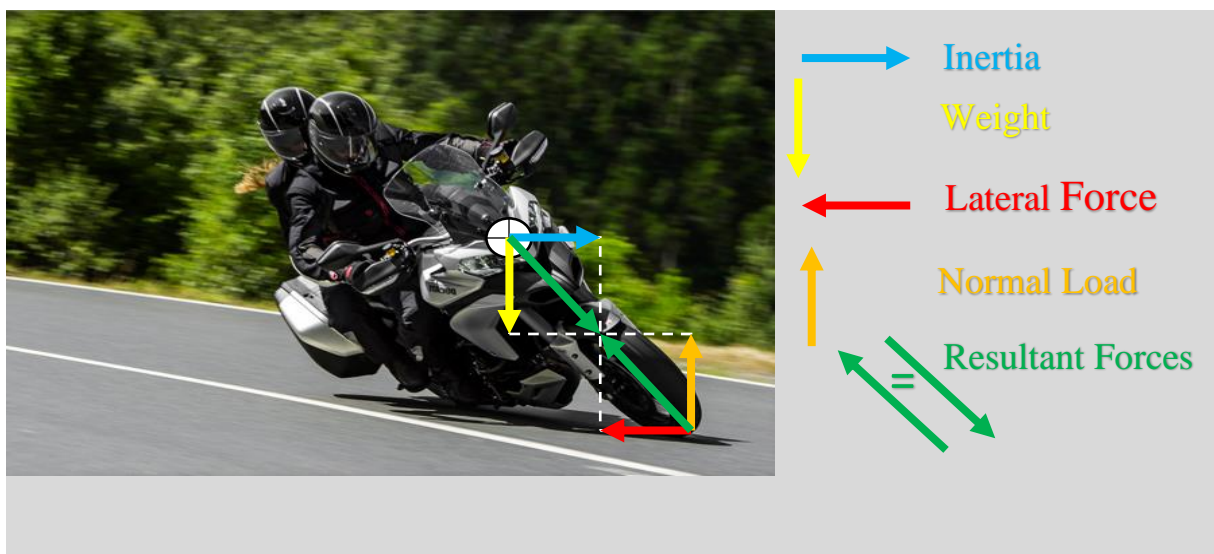 Inertia
Weight
Lateral Force
Normal Load
Resultant Forces
=